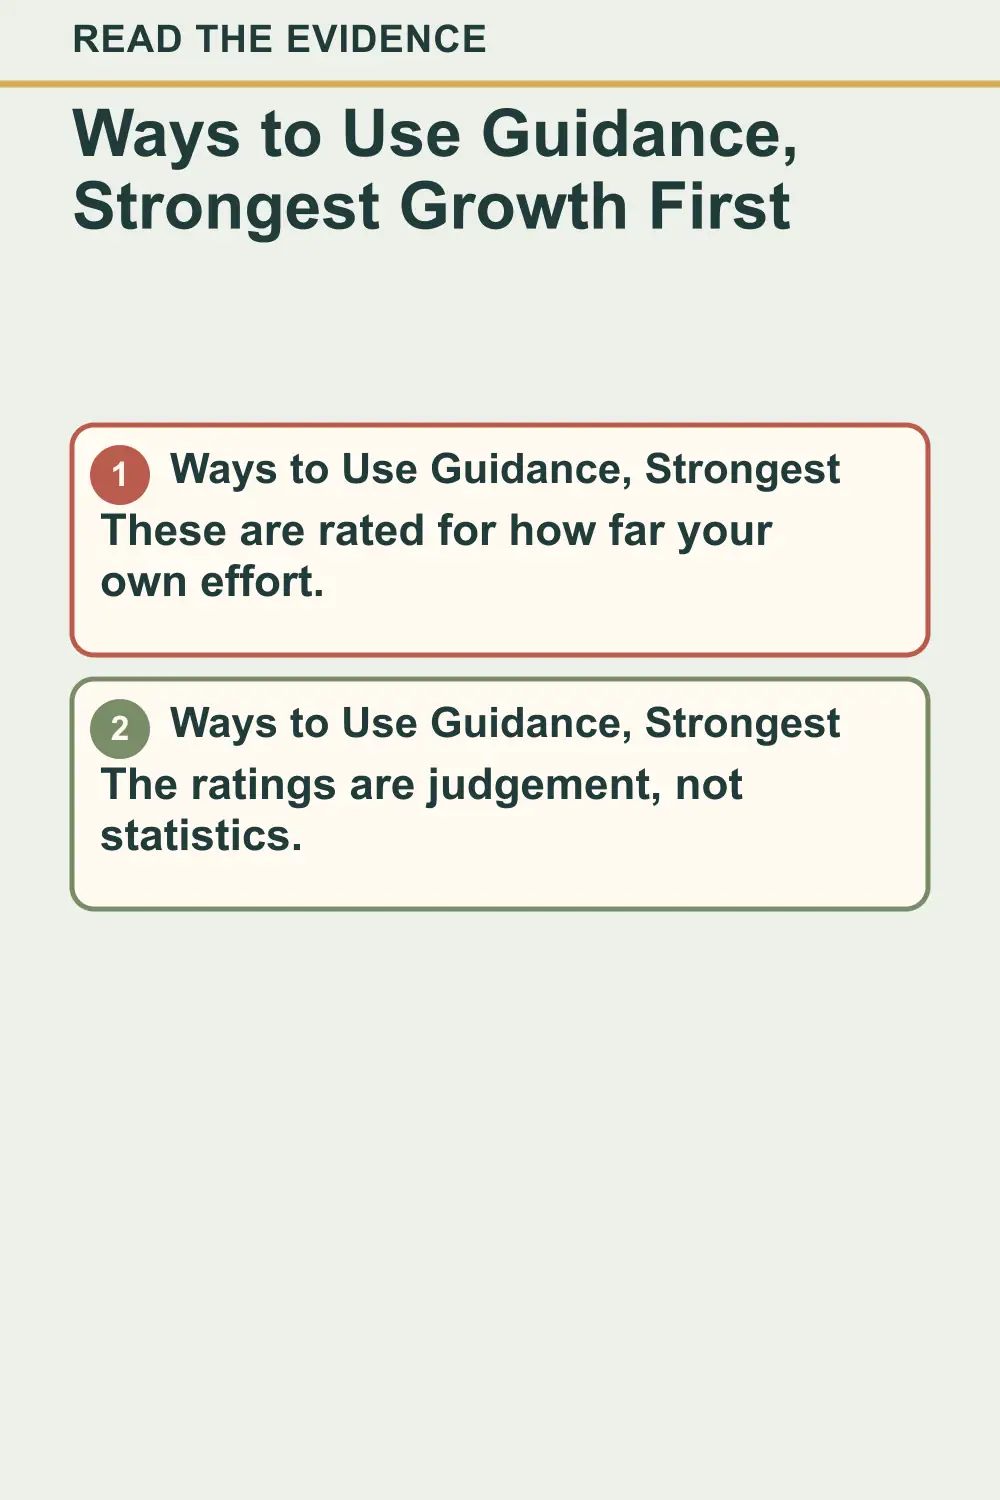 READ THE EVIDENCE
Ways to Use Guidance,
Strongest Growth First
1 Ways to Use Guidance, Strongest
These are rated for how far your
own effort.
2 Ways to Use Guidance, Strongest
The ratings are judgement, not
statistics.